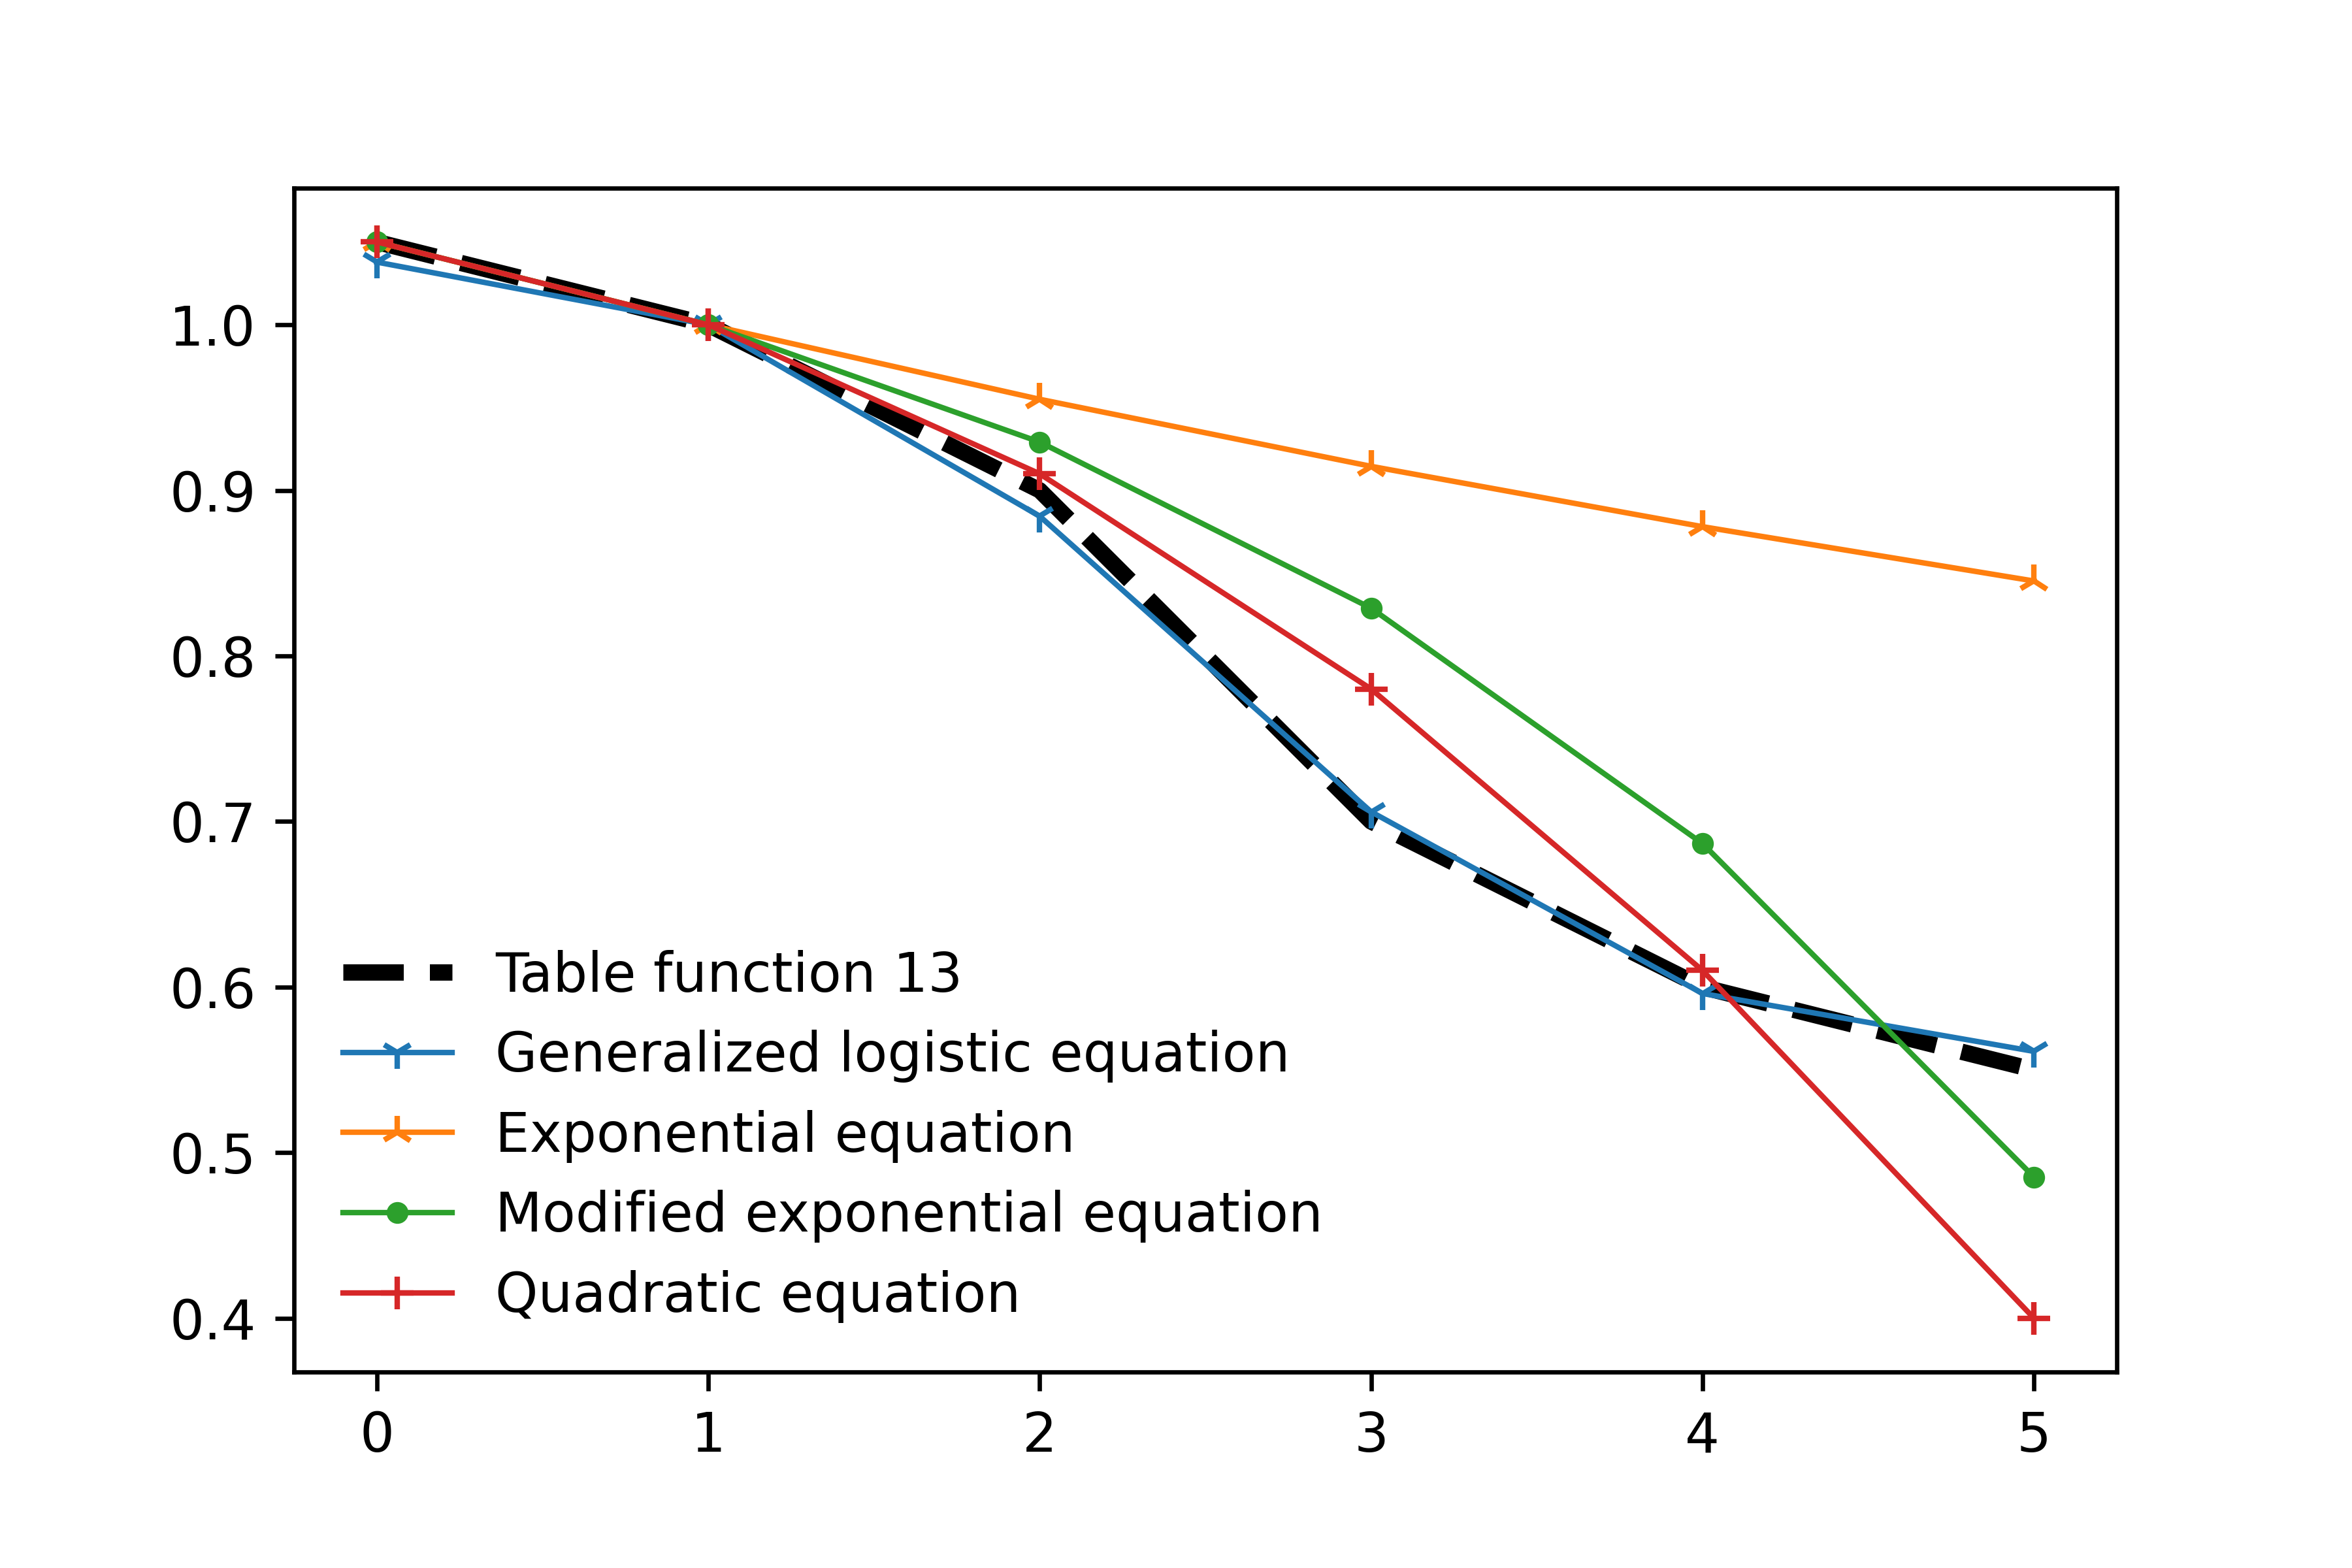 1.0
0.9
0.8
0.7
0.6
0.5
0.4
Table function 13
Generalized logistic equation
Exponential equation
Modified exponential equation
Quadratic equation
0 1 2 3 4 5